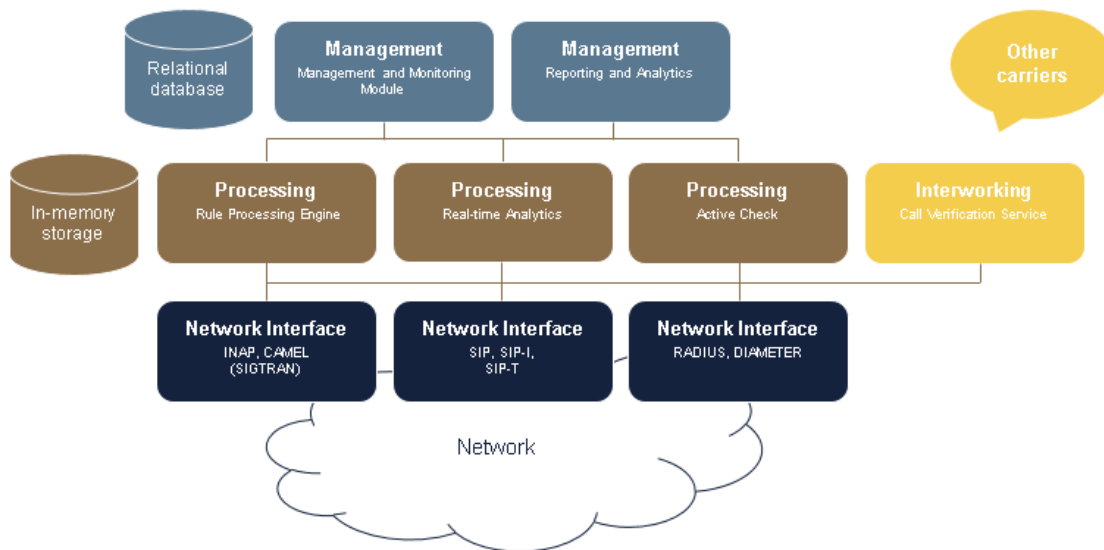 Relational
database
Management
Management and Monitoring
Module
Management
Reporting and Analytics
Other
carriers
In-memory
storage
Processing
Rule Processing Engine
Processing
Real-time Analytics
Processing
Active Check
Interworking
Call Verification Service
Network Interface
INAP, CAMEL
(SIGTRAN)
Network Interface
SIP, SIP-I,
SIP-T
Network Interface
RADIUS, DIAMETER
Network